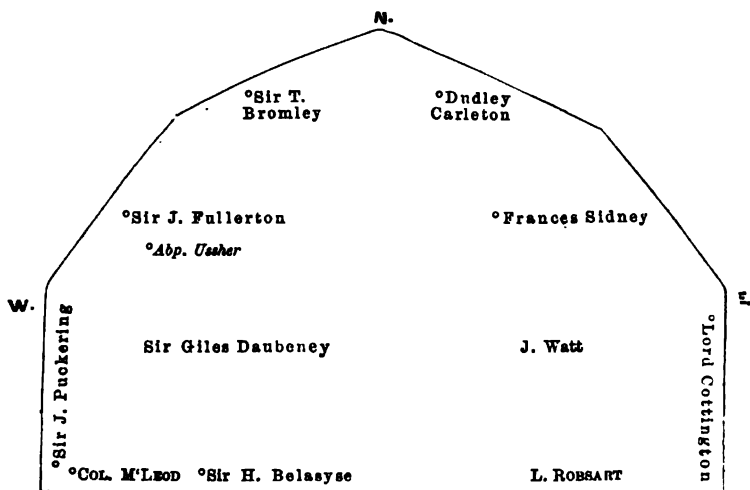 N.
°Sir T.
Bromley
°Dudley
Carleton
°Sir J. Fullerton
°Frances Sidney
°Abp. Ussher
W.
E
°Sir J. Puckering
Sir Giles Daubeney
J. Watt
°Lord Cottington
°COL. M'LEOD °Sir H. Belasyse
L. ROBSART